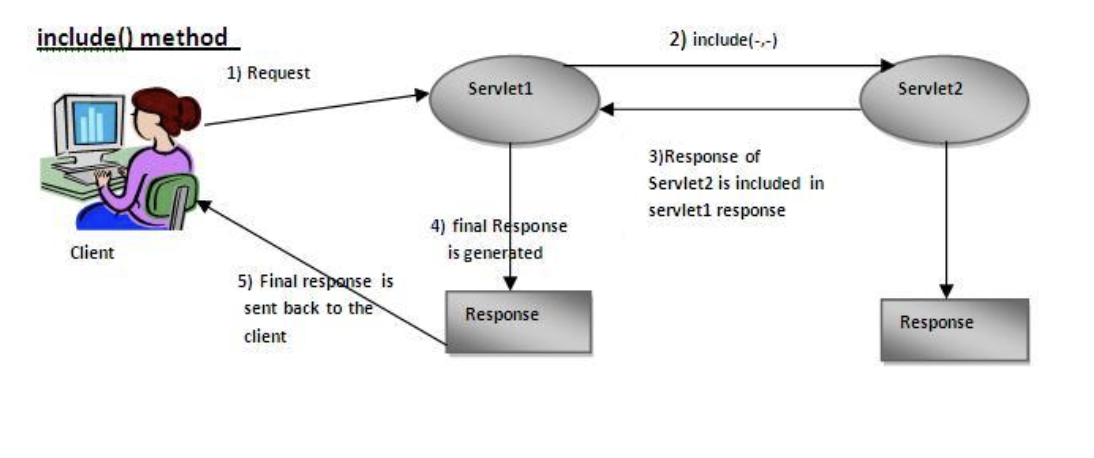 include() method
1) Request
2) include(-,-)
Servlet1
Servlet2
3)Response of
Servlet2 is included in
servlet1 response
4) final Response
is generated
Client
5) Final response is
sent back to the
client
Response
Response